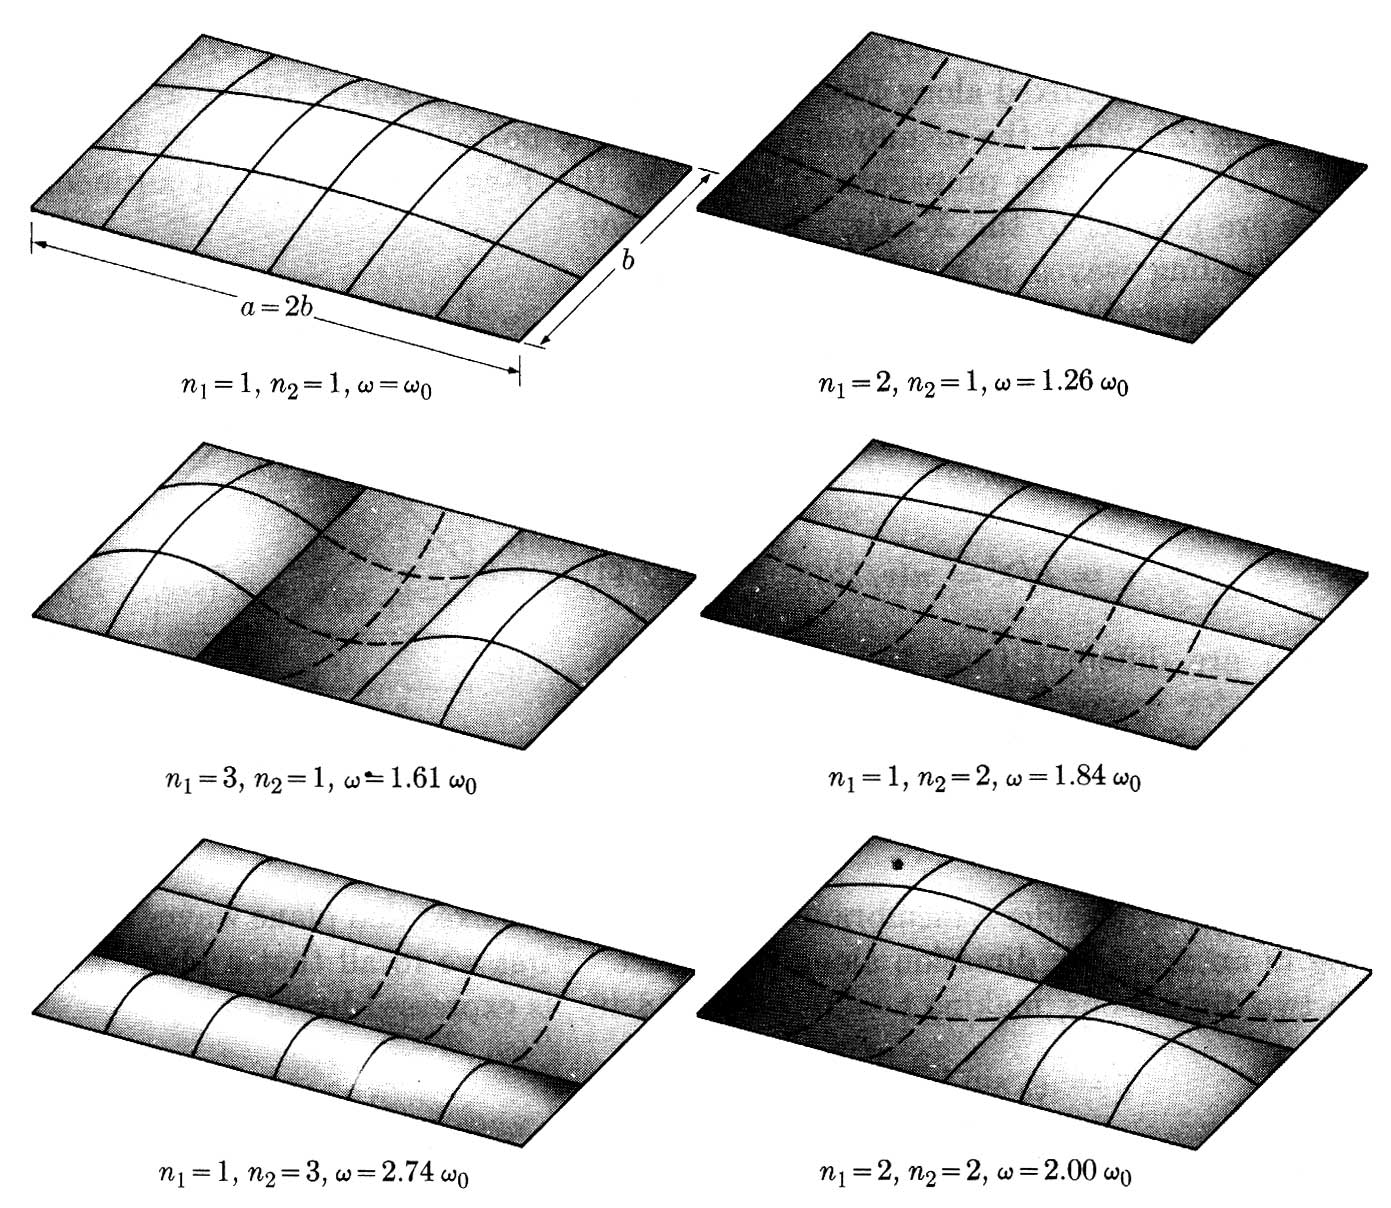 a = 2b
b
n₁ = 1, n₂ = 1, ω = ω₀
n₁ = 2, n₂ = 1, ω = 1.26 ω₀
n₁ = 3, n₂ = 1, ω = 1.61 ω₀
n₁ = 1, n₂ = 2, ω = 1.84 ω₀
n₁ = 1, n₂ = 3, ω = 2.74 ω₀
n₁ = 2, n₂ = 2, ω = 2.00 ω₀